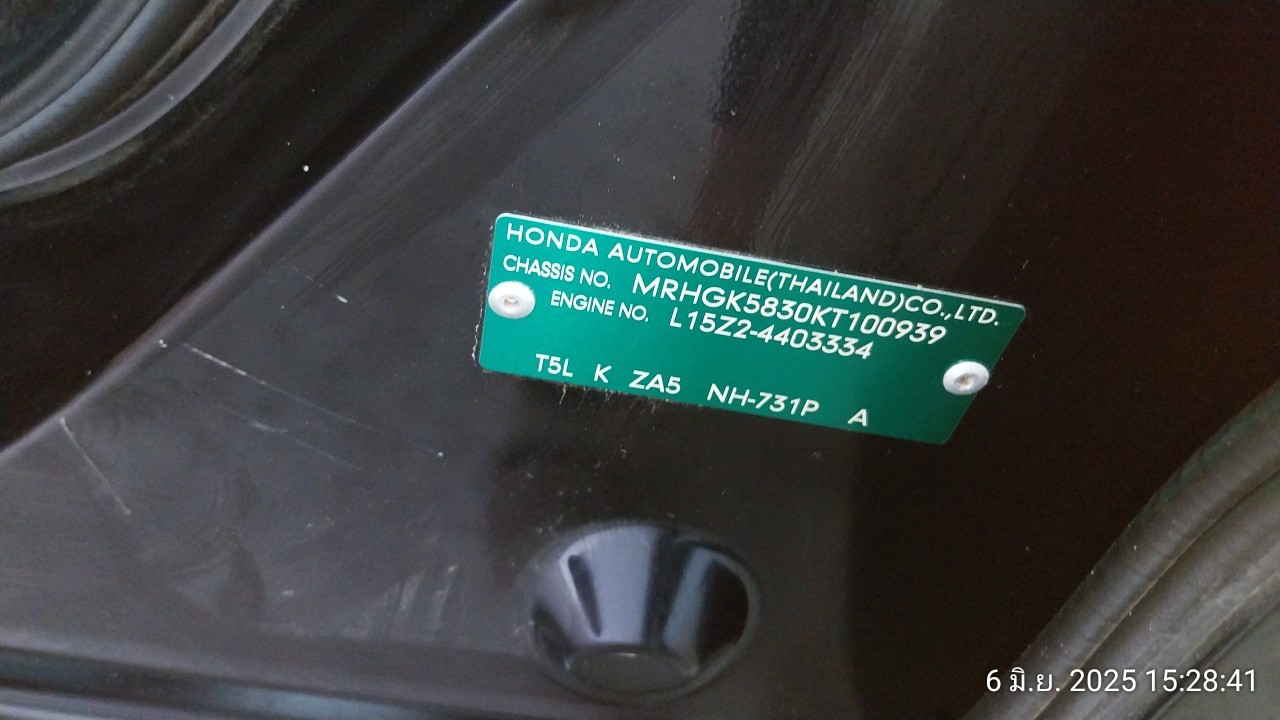 HONDA AUTOMOBILE(THAILAND)CO.,LTD.
CHASSIS NO. MRHGK5830KT100939
ENGINE NO. L15Z2-4403334
T5L K ZA5 NH-731P A
6 มิ.ย. 2025 15:28:41